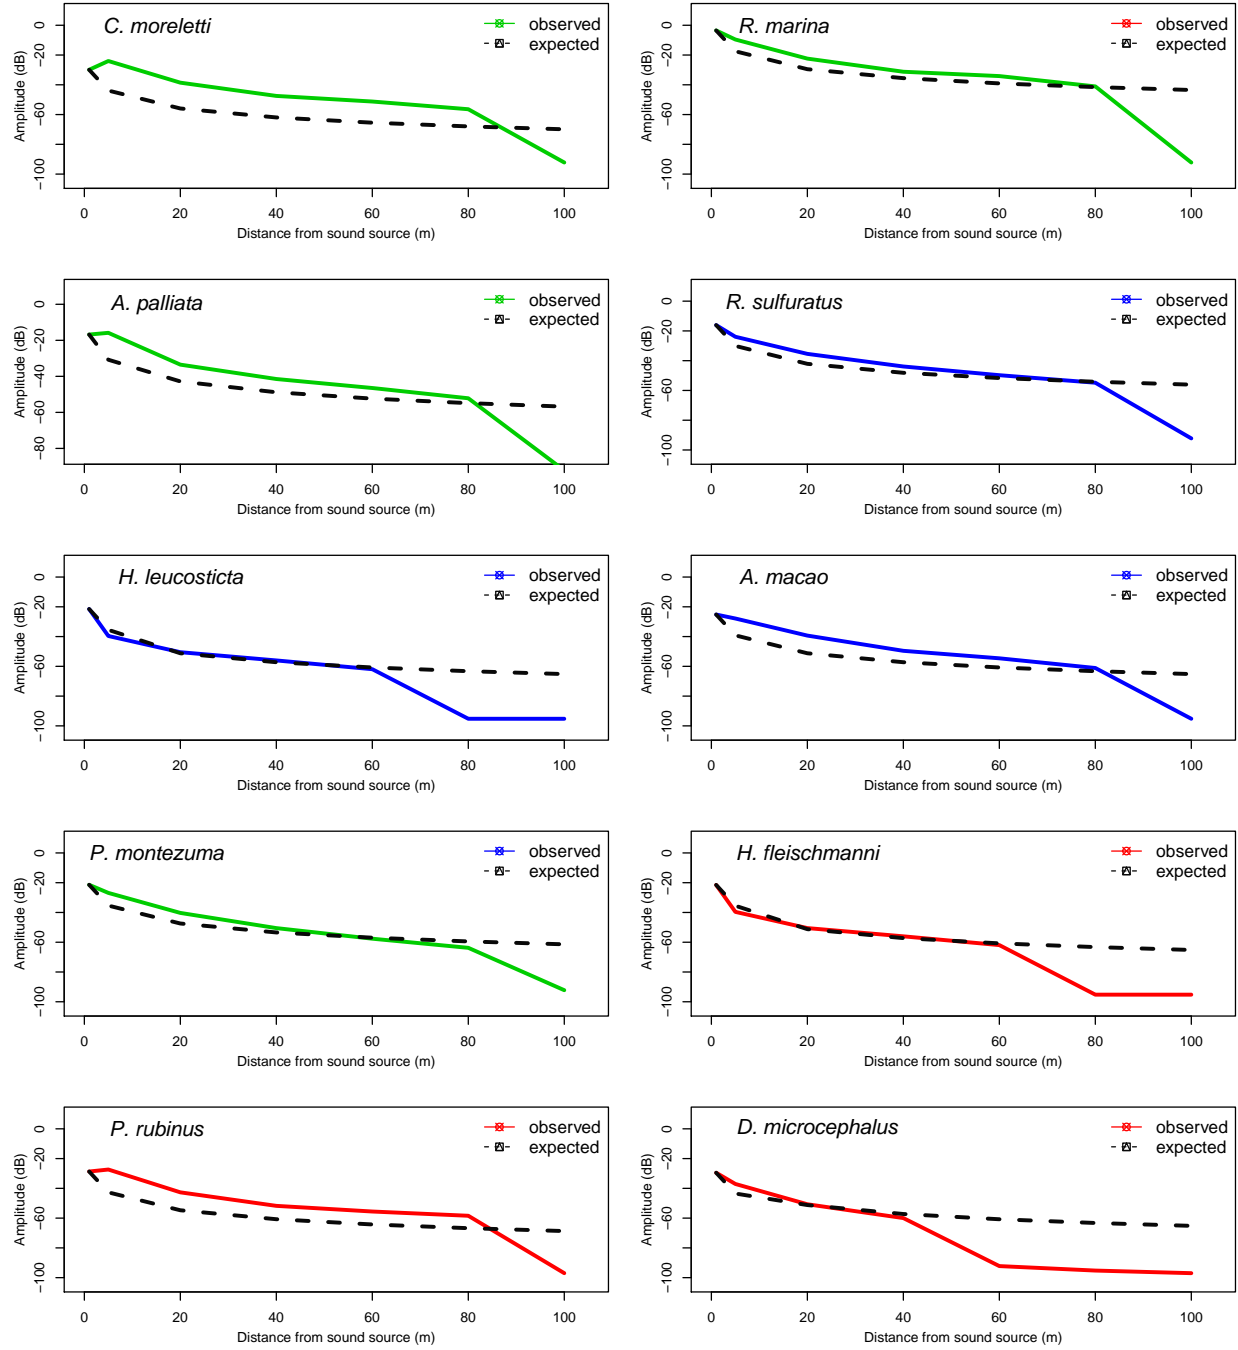 C. moreletti
observed
expected
Amplitude (dB)
0
−20
−60
−100
0 20 40 60 80 100
Distance from sound source (m)
R. marina
observed
expected
Amplitude (dB)
0
−20
−60
−100
0 20 40 60 80 100
Distance from sound source (m)
A. palliata
observed
expected
Amplitude (dB)
0
−20
−40
−60
−80
0 20 40 60 80 100
Distance from sound source (m)
R. sulfuratus
observed
expected
Amplitude (dB)
0
−20
−60
−100
0 20 40 60 80 100
Distance from sound source (m)
H. leucosticta
observed
expected
Amplitude (dB)
0
−20
−60
−100
0 20 40 60 80 100
Distance from sound source (m)
A. macao
observed
expected
Amplitude (dB)
0
−20
−60
−100
0 20 40 60 80 100
Distance from sound source (m)
P. montezuma
observed
expected
Amplitude (dB)
0
−20
−60
−100
0 20 40 60 80 100
Distance from sound source (m)
H. fleischmanni
observed
expected
Amplitude (dB)
0
−20
−60
−100
0 20 40 60 80 100
Distance from sound source (m)
P. rubinus
observed
expected
Amplitude (dB)
0
−20
−60
−100
0 20 40 60 80 100
Distance from sound source (m)
D. microcephalus
observed
expected
Amplitude (dB)
0
−20
−60
−100
0 20 40 60 80 100
Distance from sound source (m)